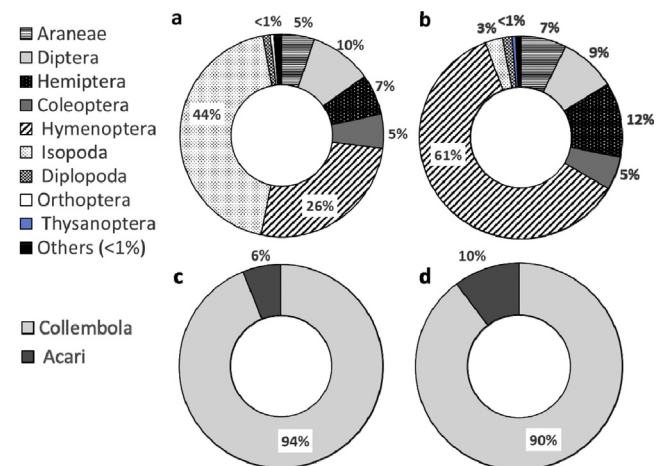 Araneae
Diptera
Hemiptera
Coleoptera
Hymenoptera
Isopoda
Diplopoda
Orthoptera
Thysanoptera
Others (<1%)
a
<1%
5%
10%
7%
5%
26%
44%
b
3%
<1%
7%
9%
12%
5%
61%
Collembola
Acari
c
6%
94%
d
10%
90%